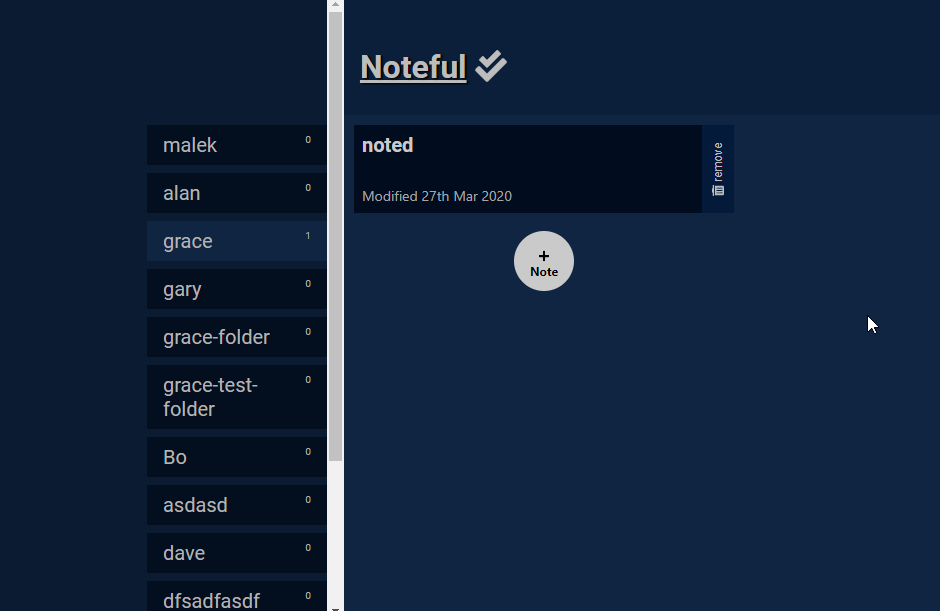 Noteful
malek 0
alan 0
grace 1
gary 0
grace-folder 0
grace-test- 0
folder
Bo 0
asdasd 0
dave 0
dfsadfasdf 0
noted
Modified 27th Mar 2020
remove
+
Note